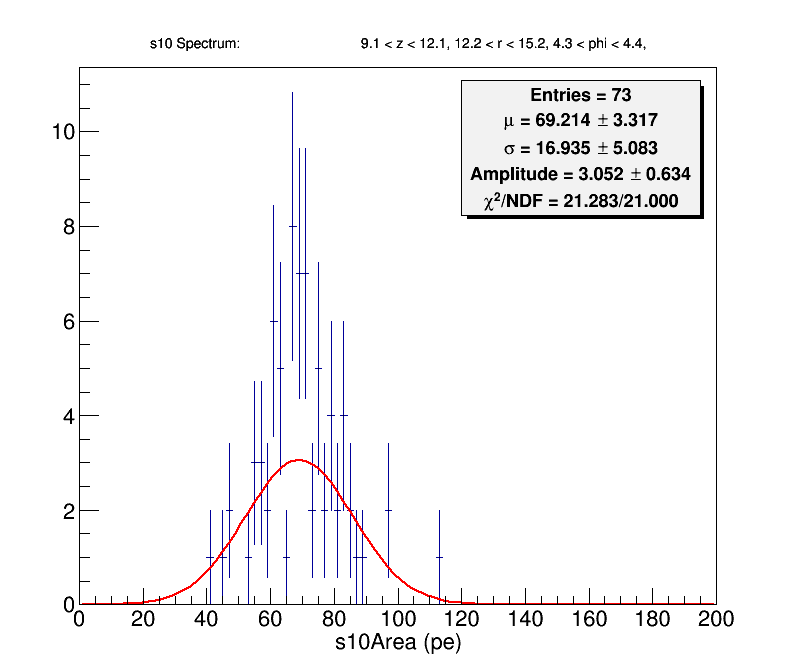 s10 Spectrum: 9.1 < z < 12.1, 12.2 < r < 15.2, 4.3 < phi < 4.4,
Entries = 73
μ = 69.214 ± 3.317
σ = 16.935 ± 5.083
Amplitude = 3.052 ± 0.634
χ²/NDF = 21.283/21.000
10
8
6
4
2
0
0 20 40 60 80 100 120 140 160 180 200
s10Area (pe)